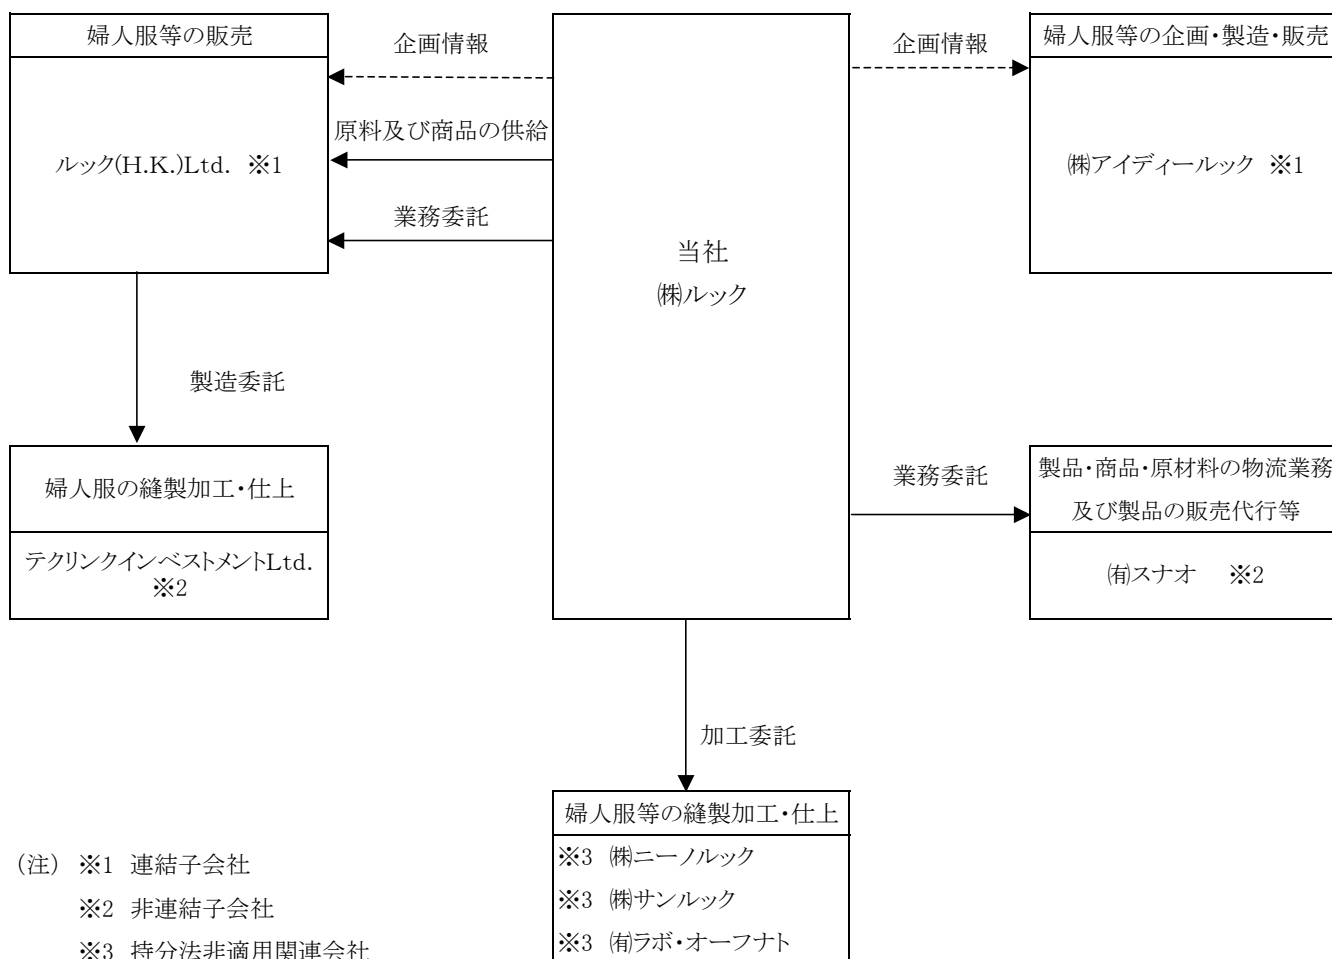 婦人服等の販売
ルック(H.K.)Ltd. ※1
企画情報
原料及び商品の供給
業務委託
当社
㈱ルック
企画情報
婦人服等の企画・製造・販売
㈱アイディールック ※1
製造委託
婦人服の縫製加工・仕上
テクリンクインベストメントLtd.
※2
業務委託
製品・商品・原材料の物流業務
及び製品の販売代行等
㈲スナオ ※2
加工委託
婦人服等の縫製加工・仕上
※3 ㈱ニーノルック
※3 ㈱サンルック
※3 ㈲ラボ・オーフナト
(注) ※1 連結子会社
※2 非連結子会社
※3 持分法非適用関連会社